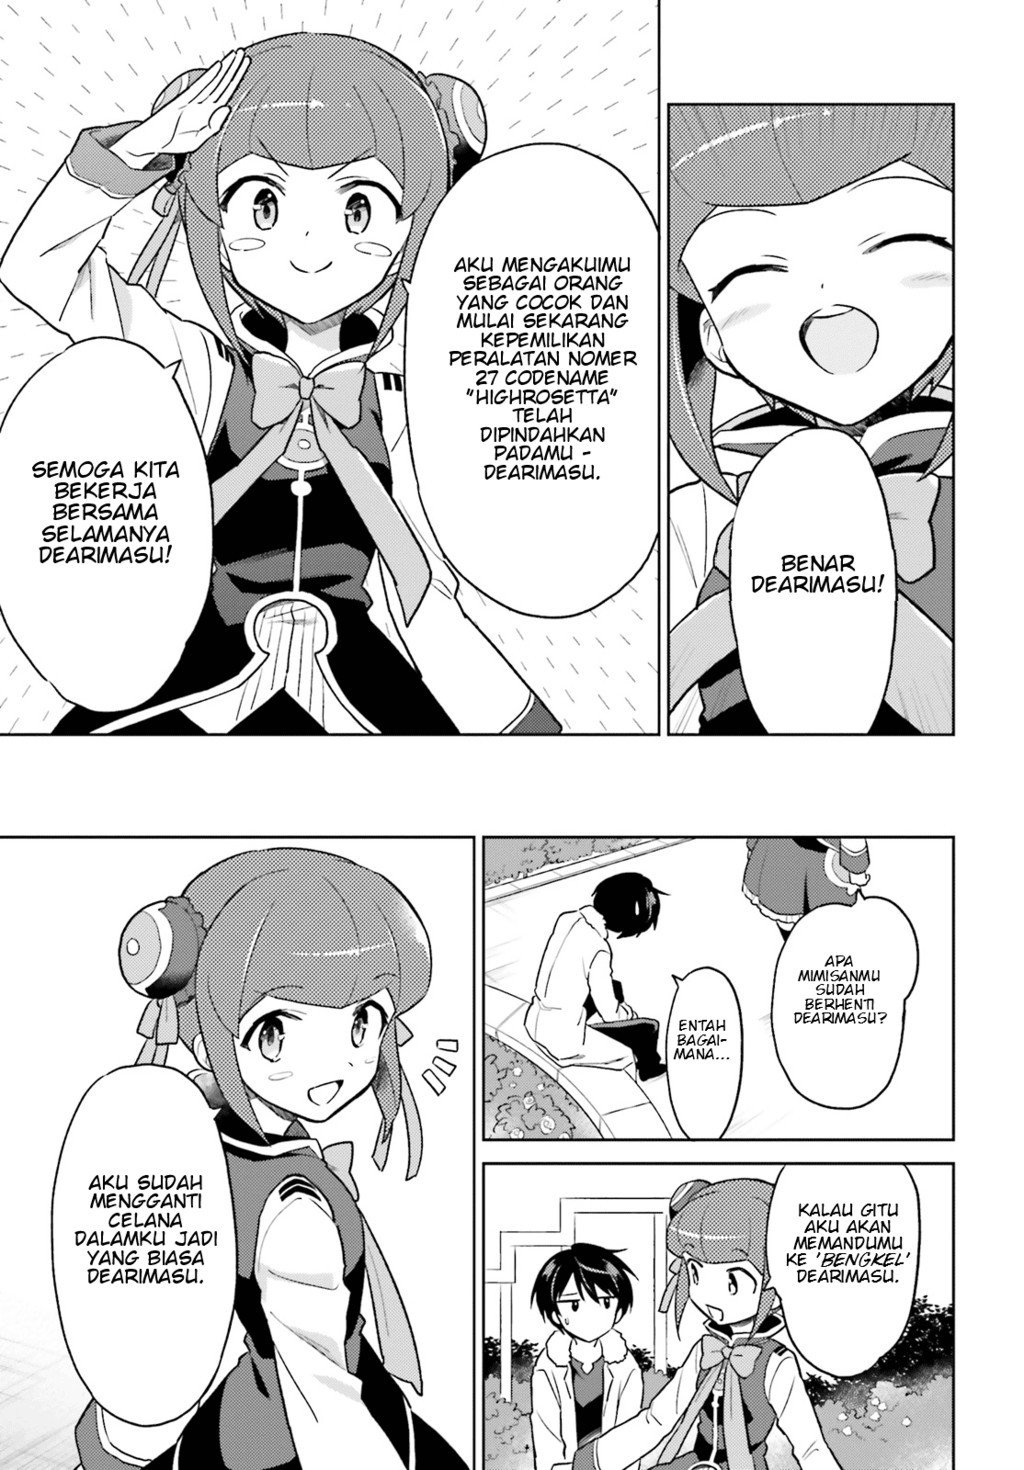 BENAR
DEARIMASU!
AKU MENGAKUIMU
SEBAGAI ORANG
YANG COCOK DAN
MULAI SEKARANG
KEPEMILIKAN
PERALATAN NOMER
27 CODENAME
"HIGHROSETTA"
TELAH
DIPINDAHKAN
PADAMU -
DEARIMASU.
SEMOGA KITA
BEKERJA
BERSAMA
SELAMANYA
DEARIMASU!
APA
MIMISANMU
SUDAH
BERHENTI
DEARIMASU?
ENTAH
BAGAI-
MANA...
KALAU GITU
AKU AKAN
MEMANDUMU
KE 'BENGKEL'
DEARIMASU.
AKU SUDAH
MENGGANTI
CELANA
DALAMKU JADI
YANG BIASA
DEARIMASU.